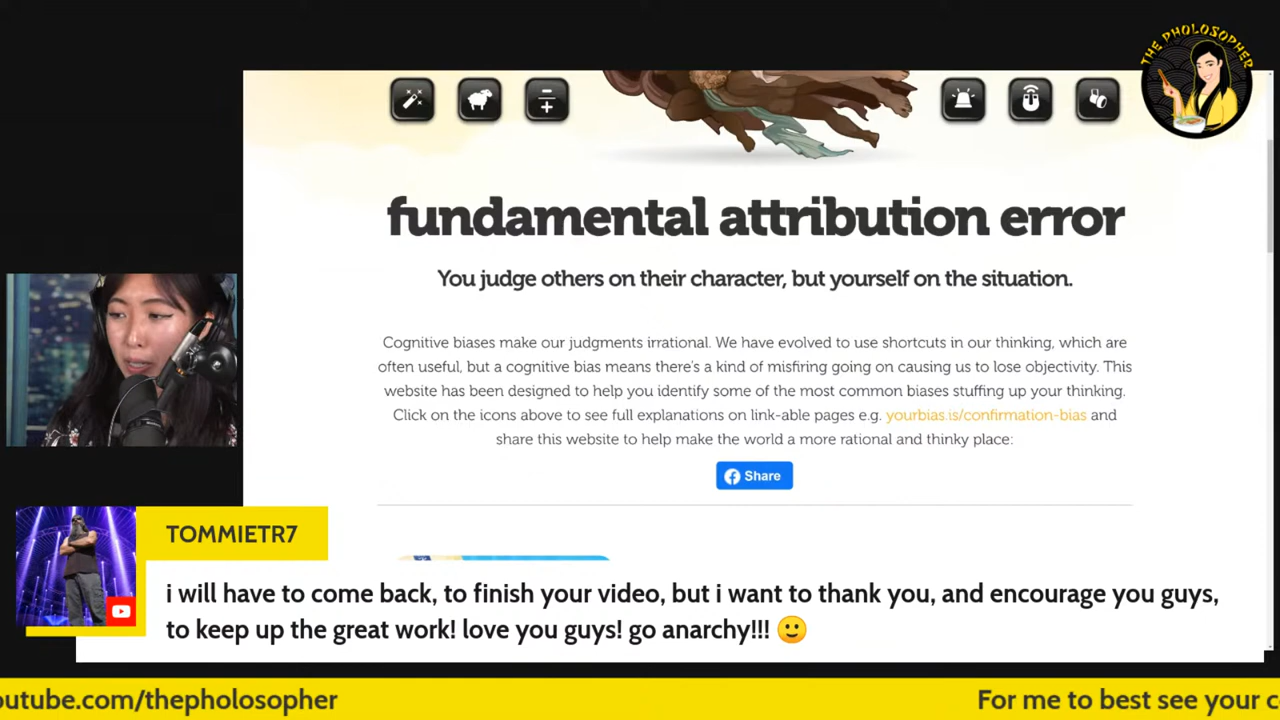 THE PHOLOSOPHER
fundamental attribution error
You judge others on their character, but yourself on the situation.
Cognitive biases make our judgments irrational. We have evolved to use shortcuts in our thinking, which are
often useful, but a cognitive bias means there's a kind of misfiring going on causing us to lose objectivity. This
website has been designed to help you identify some of the most common biases stuffing up your thinking.
Click on the icons above to see full explanations on link-able pages e.g. yourbias.is/confirmation-bias and
share this website to help make the world a more rational and thinky place:
Share
TOMMIETR7
i will have to come back, to finish your video, but i want to thank you, and encourage you guys,
to keep up the great work! love you guys! go anarchy!!! 🙂
outube.com/thepholosopher
For me to best see your c